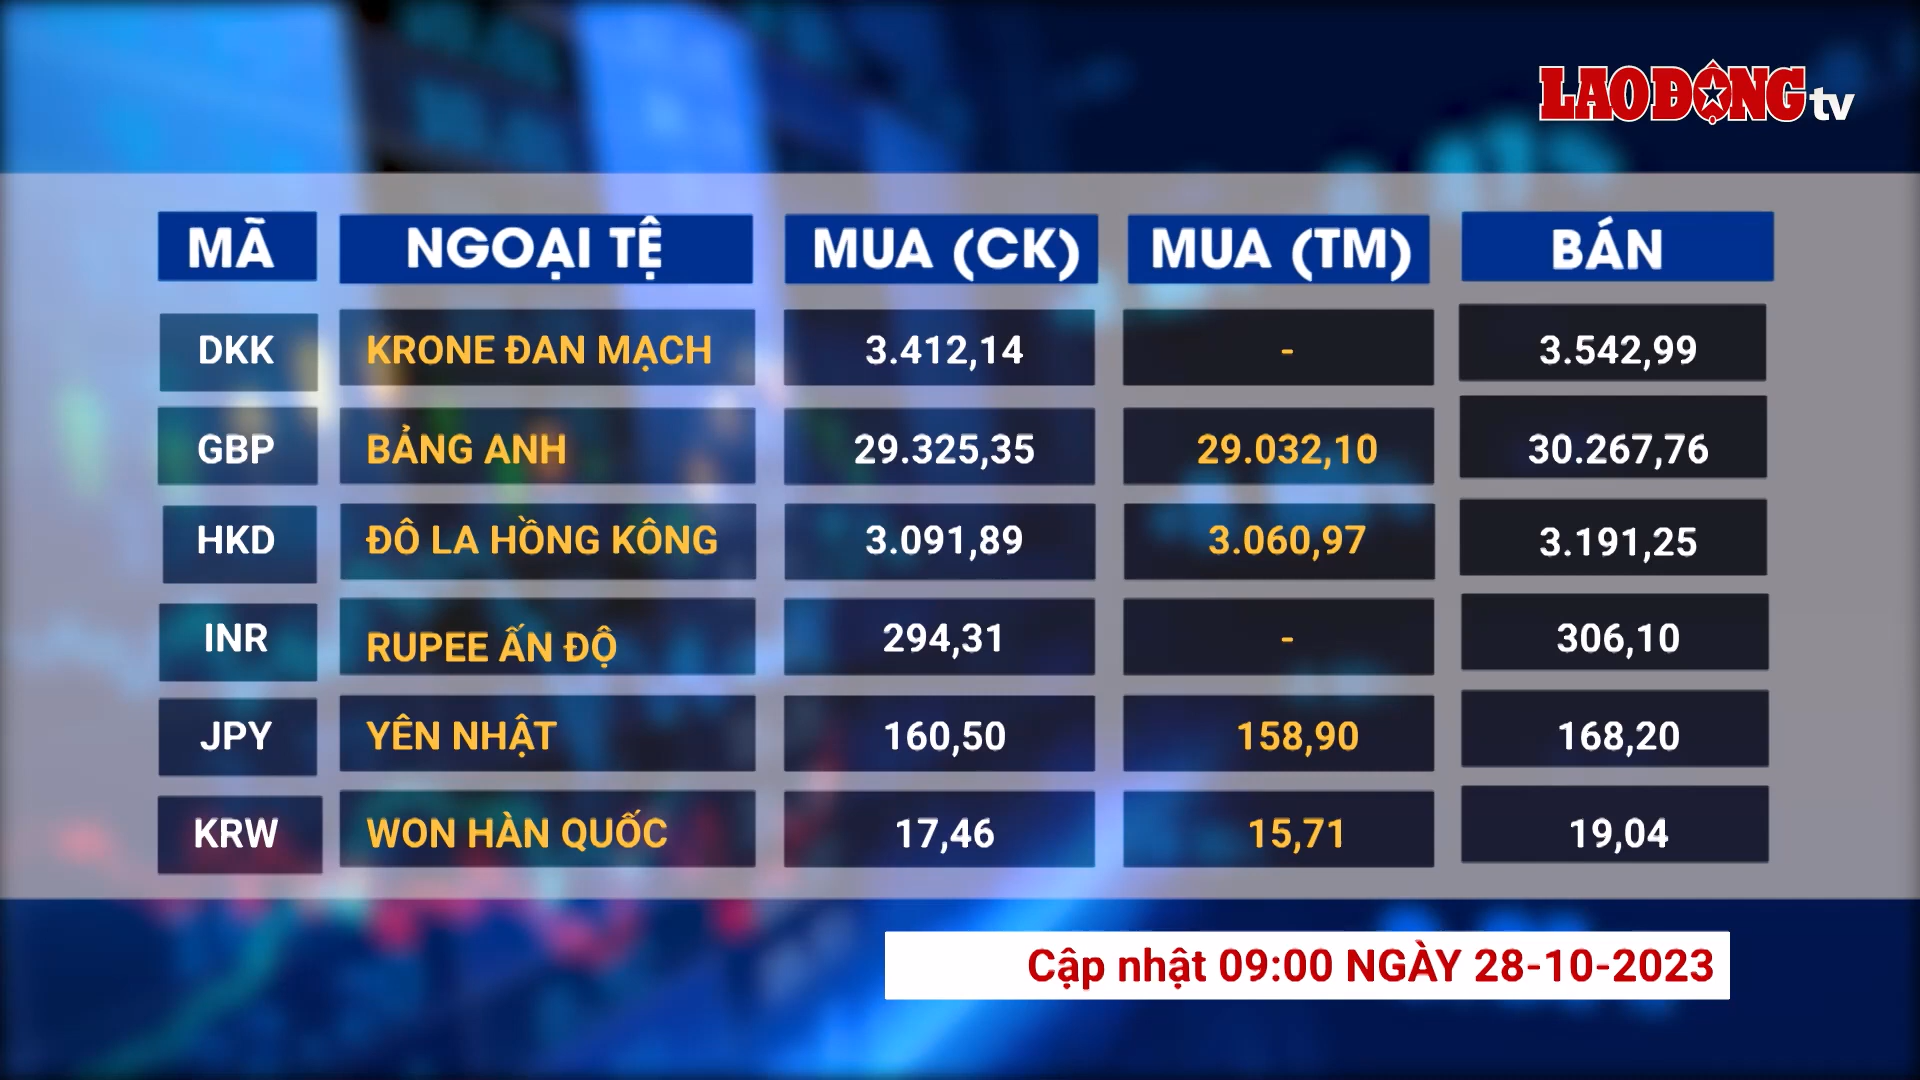 LAO ĐỘNG tv
MÃ NGOẠI TỆ MUA (CK) MUA (TM) BÁN
DKK KRONE ĐAN MẠCH 3.412,14 - 3.542,99
GBP BẢNG ANH 29.325,35 29.032,10 30.267,76
HKD ĐÔ LA HỒNG KÔNG 3.091,89 3.060,97 3.191,25
INR RUPEE ẤN ĐỘ 294,31 - 306,10
JPY YÊN NHẬT 160,50 158,90 168,20
KRW WON HÀN QUỐC 17,46 15,71 19,04
Cập nhật 09:00 NGÀY 28-10-2023